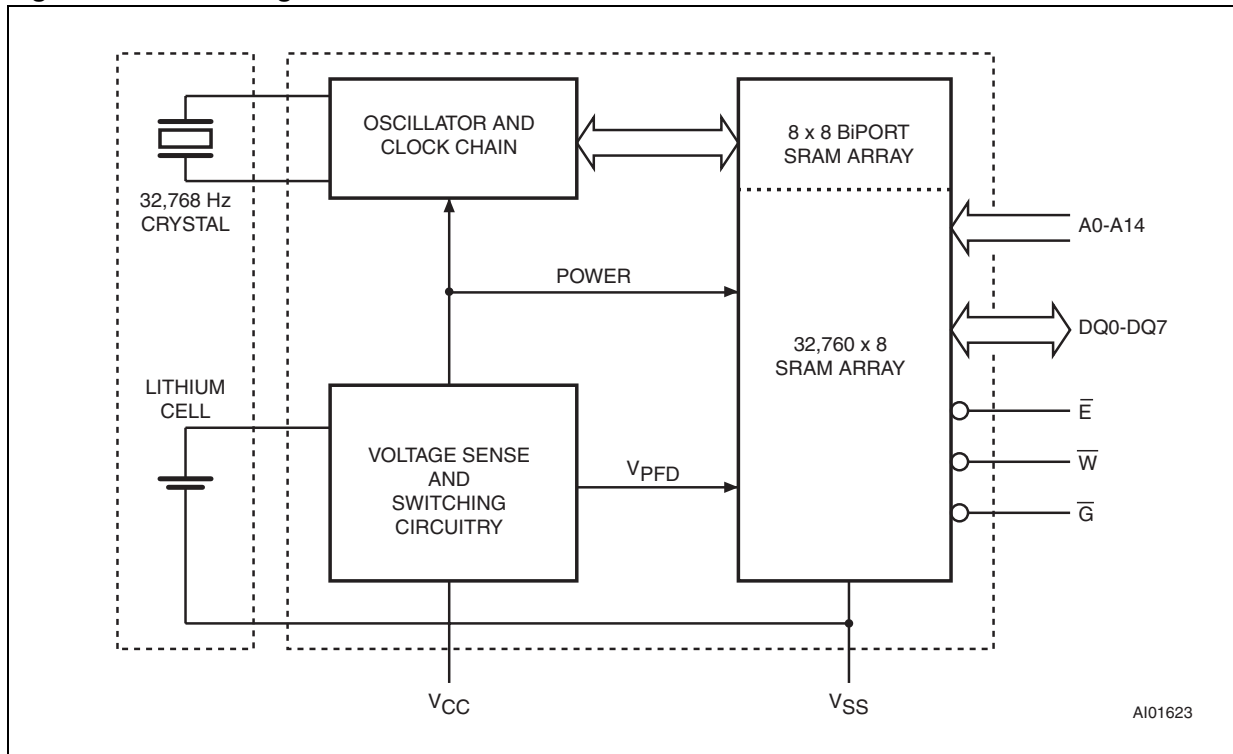 OSCILLATOR AND
CLOCK CHAIN
8 x 8 BiPORT
SRAM ARRAY
32,768 Hz
CRYSTAL
A0-A14
POWER
DQ0-DQ7
32,760 x 8
SRAM ARRAY
LITHIUM
CELL
E̅
VOLTAGE SENSE
AND
SWITCHING
CIRCUITRY
VPFD
W̅
G̅
VCC
VSS
AI01623